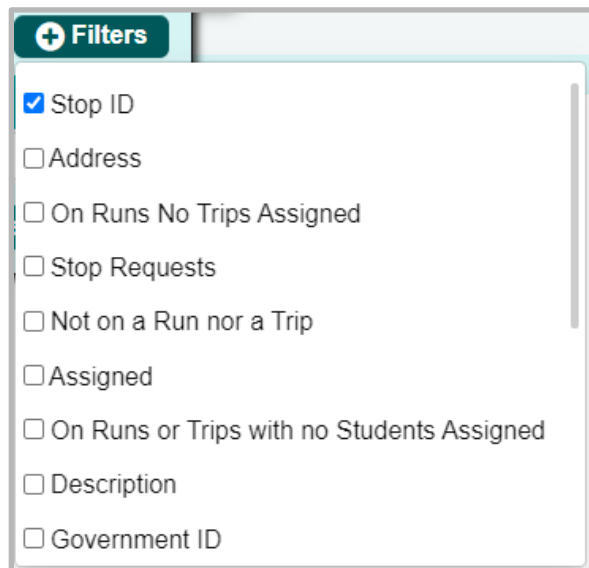 Filters
Stop ID
Address
On Runs No Trips Assigned
Stop Requests
Not on a Run nor a Trip
Assigned
On Runs or Trips with no Students Assigned
Description
Government ID